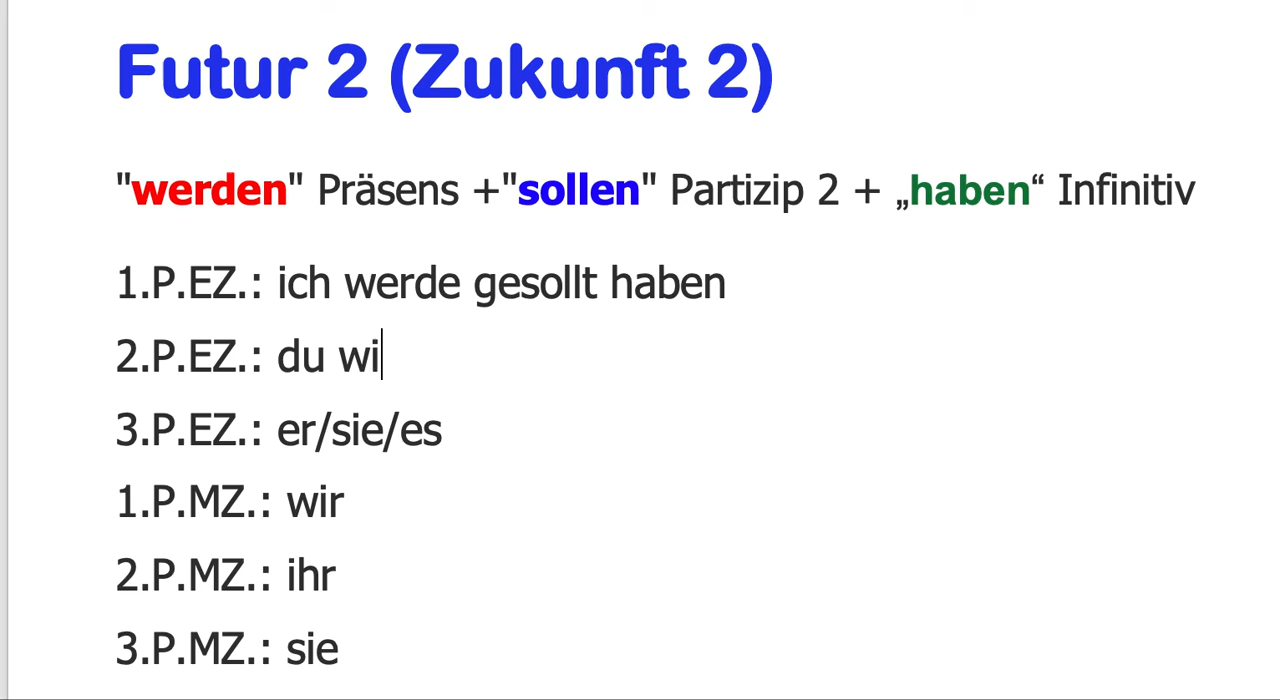 Futur 2 (Zukunft 2)
"werden" Präsens +"sollen" Partizip 2 + „haben“ Infinitiv
1.P.EZ.: ich werde gesollt haben
2.P.EZ.: du wi
3.P.EZ.: er/sie/es
1.P.MZ.: wir
2.P.MZ.: ihr
3.P.MZ.: sie